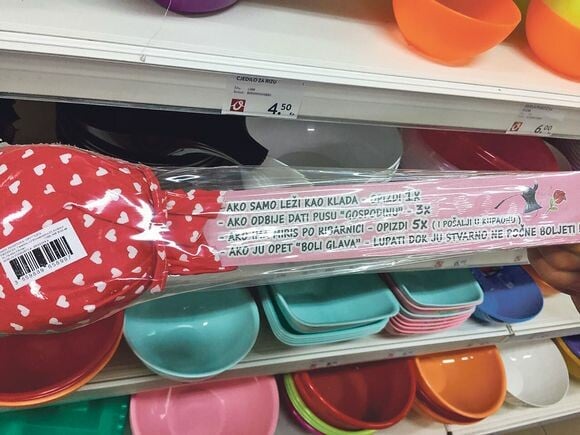 CJEDILO ZA RIŽU
4.50
6.00
- AKO SAMO LEŽI KAO KLADA - OPIZDI 1X
- AKO ODBIJE DATI PUSU "GOSPODINU" - 3X
- AKO IMA MIRIS PO RIBARNICI - OPIZDI 5X ( I POŠALJI U KUPAONU )
- AKO JU OPET "BOLI GLAVA" - LUPATI DOK JU STVARNO NE POČNE BOLJETI